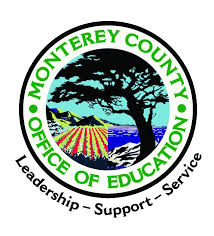 MONTEREY COUNTY
OFFICE OF EDUCATION
Leadership – Support – Service